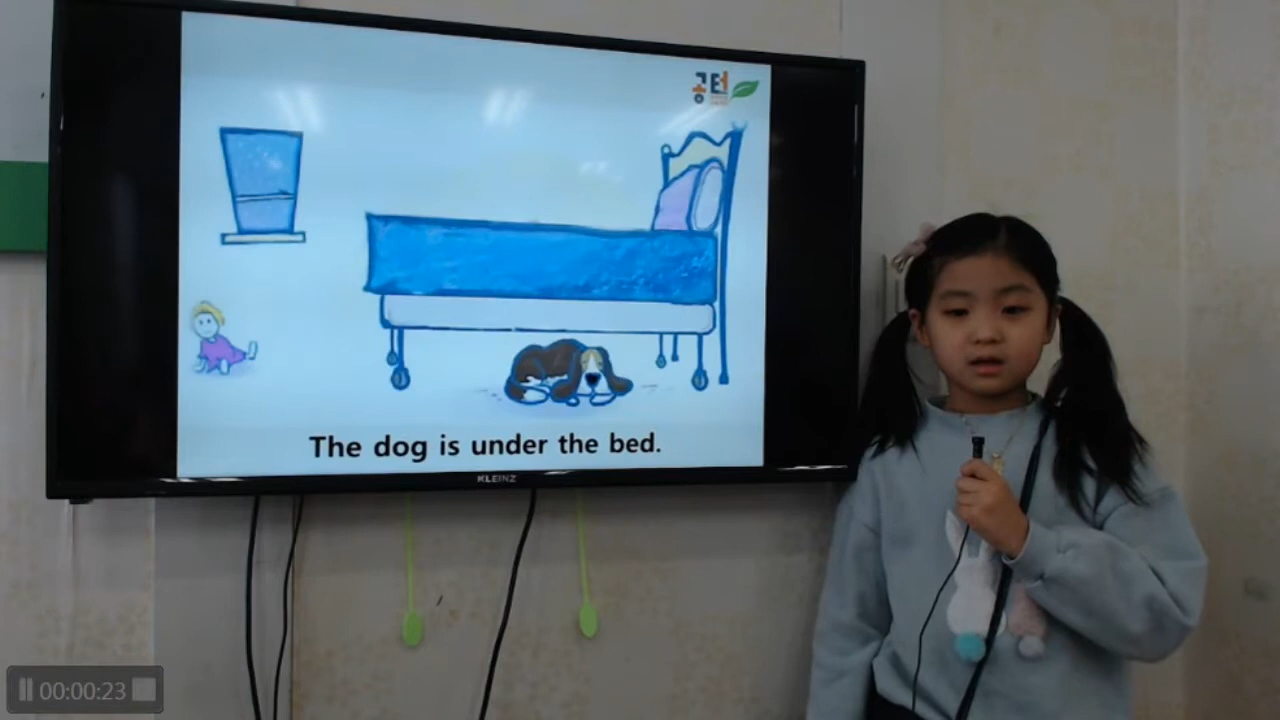 공터
The dog is under the bed.
KLEINZ
00:00:23